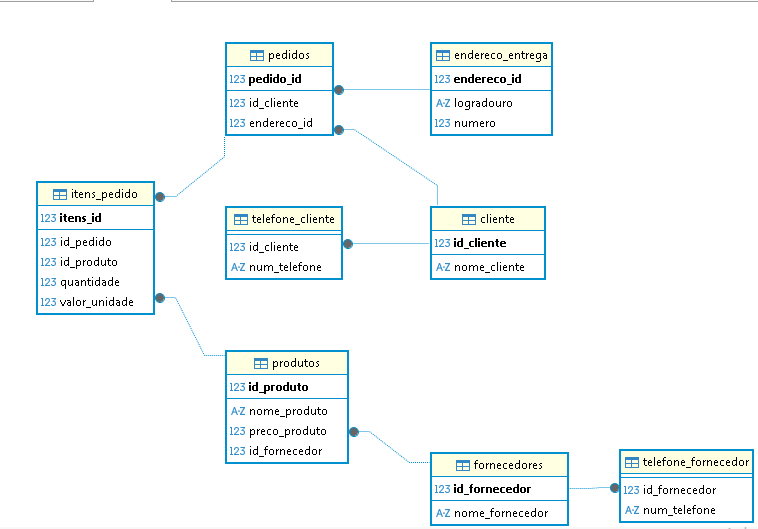 pedidos
123 pedido_id
123 id_cliente
123 endereco_id
endereco_entrega
123 endereco_id
A-Z logradouro
123 numero
itens_pedido
123 itens_id
123 id_pedido
123 id_produto
123 quantidade
123 valor_unidade
telefone_cliente
123 id_cliente
A-Z num_telefone
cliente
123 id_cliente
A-Z nome_cliente
produtos
123 id_produto
A-Z nome_produto
123 preco_produto
123 id_fornecedor
fornecedores
123 id_fornecedor
A-Z nome_fornecedor
telefone_fornecedor
123 id_fornecedor
A-Z num_telefone